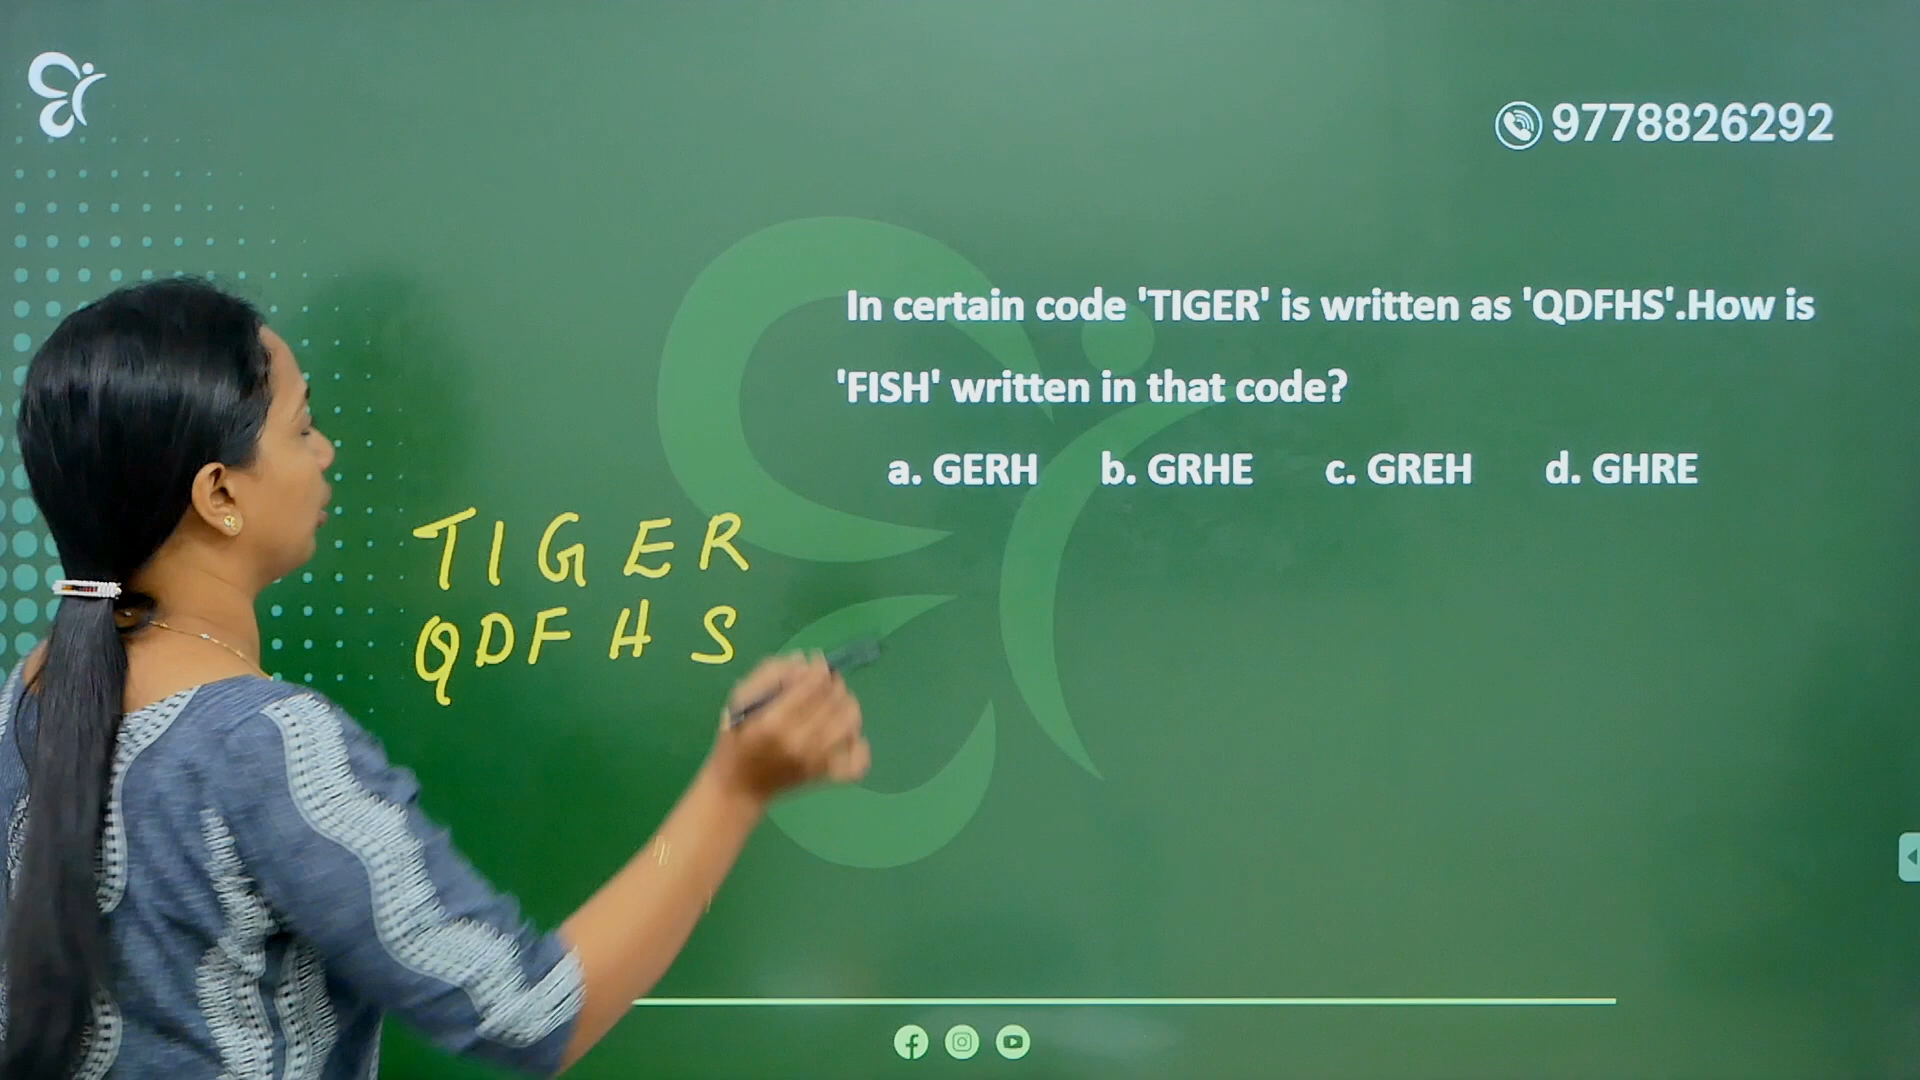 9778826292
In certain code 'TIGER' is written as 'QDFHS'.How is
'FISH' written in that code?
a. GERH b. GRHE c. GREH d. GHRE
TIGER
QDFHS